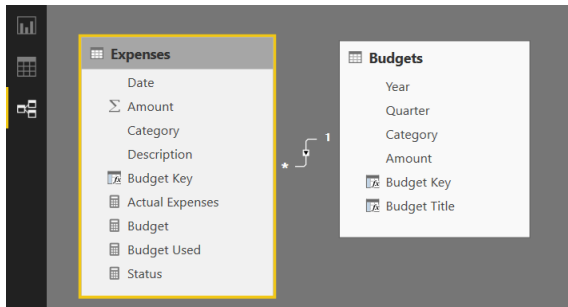 Expenses
Date
Σ Amount
Category
Description
Budget Key
Actual Expenses
Budget
Budget Used
Status
* 1
Budgets
Year
Quarter
Category
Amount
Budget Key
Budget Title